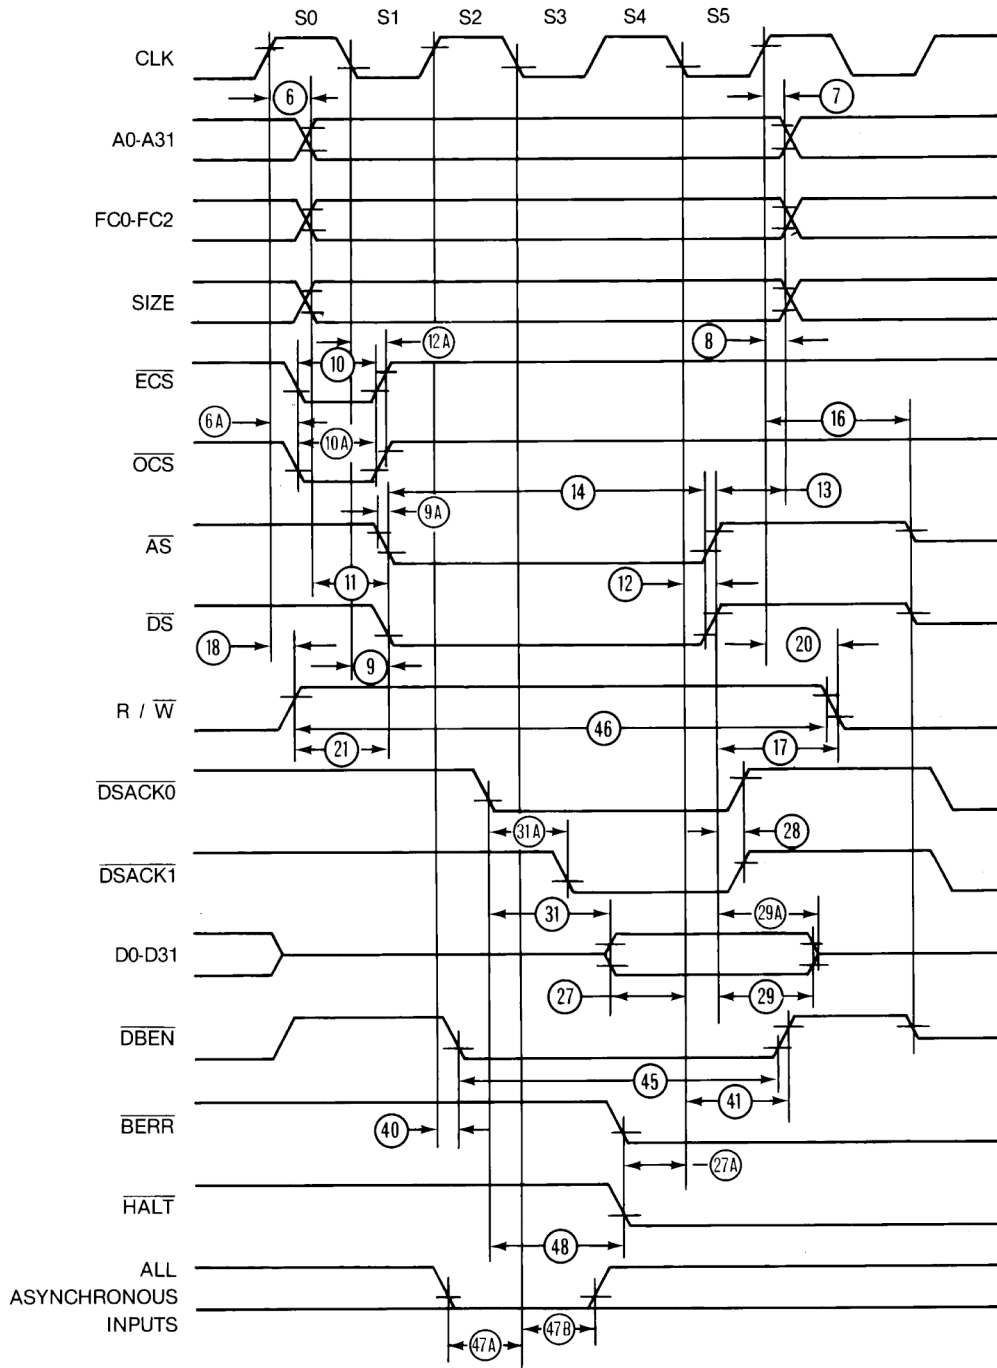 S0 S1 S2 S3 S4 S5
CLK
6 7
A0-A31
FC0-FC2
SIZE
12A 8
10
ECS
6A 16
10A
OCS
14 13
9A
AS
11 12
DS
18 20
9
R / W
46
21 17
DSACK0
31A 28
DSACK1
31 29A
D0-D31
27 29
DBEN
45
41
BERR
40
27A
HALT
48
ALL
ASYNCHRONOUS
INPUTS
47A 47B